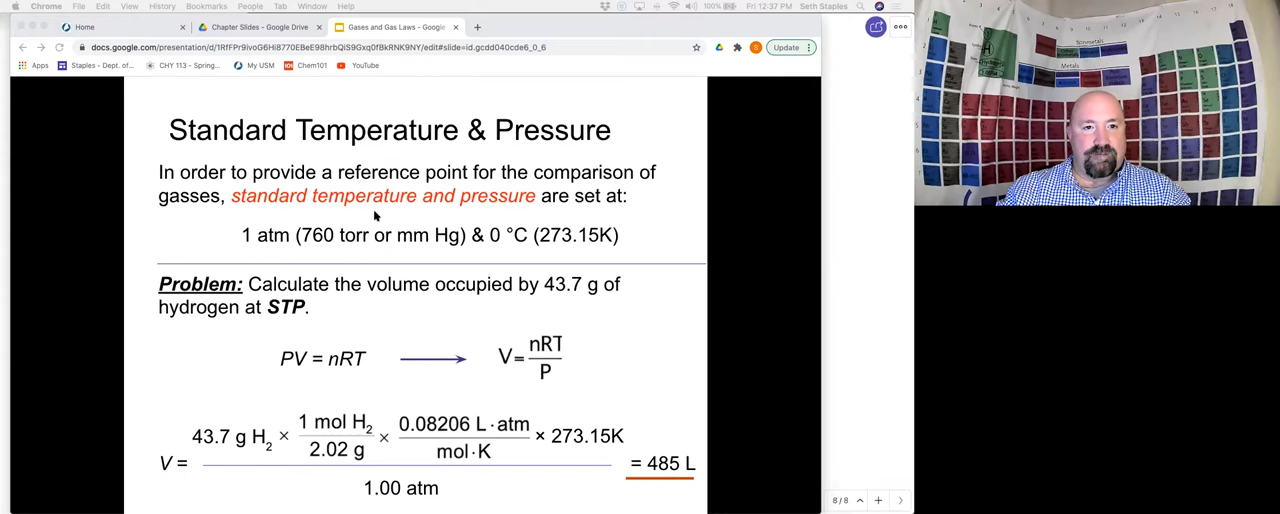 Chrome File Edit View History Bookmarks People Tab Window Help 100% Fri 12:37 PM Seth Staples
Home × Chapter Slides - Google Drive × Gases and Gas Laws - Google × +
docs.google.com/presentation/d/1RfFPr9ivoG6Hi8770EBeE98hrbQiS9Gxq0fBkRNK9NY/edit#slide=id.gcdd040cde6_0_6 Update
Apps Staples - Dept. of... CHY 113 - Spring... My USM Chem101 YouTube
Standard Temperature & Pressure
In order to provide a reference point for the comparison of
gasses, standard temperature and pressure are set at:
1 atm (760 torr or mm Hg) & 0 °C (273.15K)
Problem: Calculate the volume occupied by 43.7 g of
hydrogen at STP.
PV = nRT V = nRT / P
V = 43.7 g H₂ × 1 mol H₂ / 2.02 g × 0.08206 L·atm / mol·K × 273.15K
1.00 atm
= 485 L
8/8
Nonmetals
Metals
H